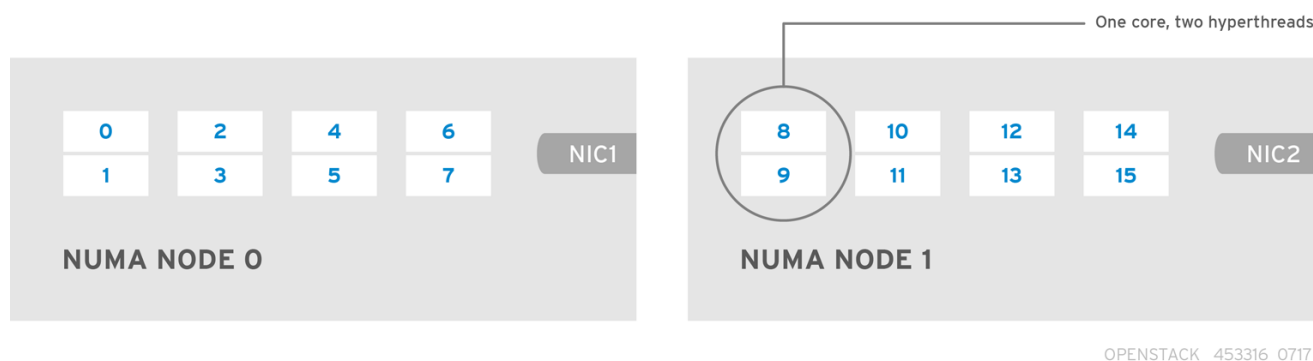 One core, two hyperthreads
0 2 4 6
NIC1
1 3 5 7
NUMA NODE 0
8 10 12 14
NIC2
9 11 13 15
NUMA NODE 1
OPENSTACK 453316 0717